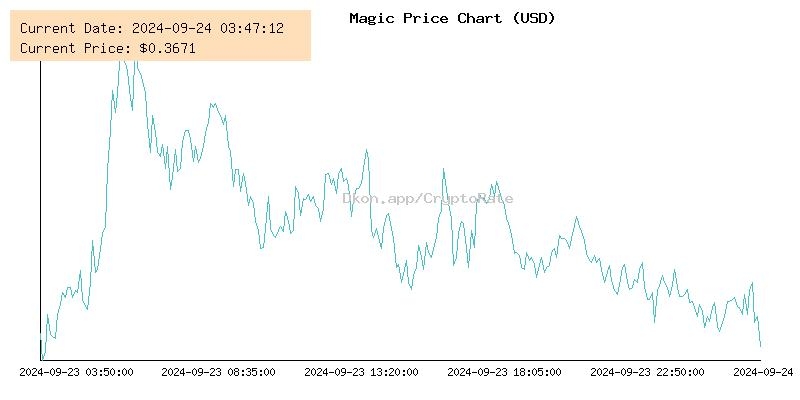 Magic Price Chart (USD)
Current Date: 2024-09-24 03:47:12
Current Price: $0.3671
Dkon.app/CryptoRate
2024-09-23 03:50:00 2024-09-23 08:35:00 2024-09-23 13:20:00 2024-09-23 18:05:00 2024-09-23 22:50:00 2024-09-24